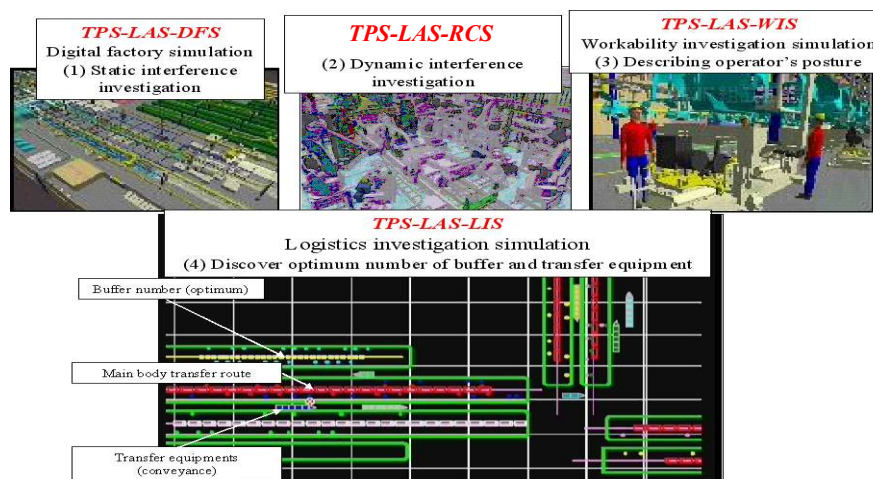 TPS-LAS-DFS
Digital factory simulation
(1) Static interference
investigation
TPS-LAS-RCS
(2) Dynamic interference
investigation
TPS-LAS-WIS
Workability investigation simulation
(3) Describing operator's posture
TPS-LAS-LIS
Logistics investigation simulation
(4) Discover optimum number of buffer and transfer equipment
Buffer number (optimum)
Main body transfer route
Transfer equipments
(conveyance)